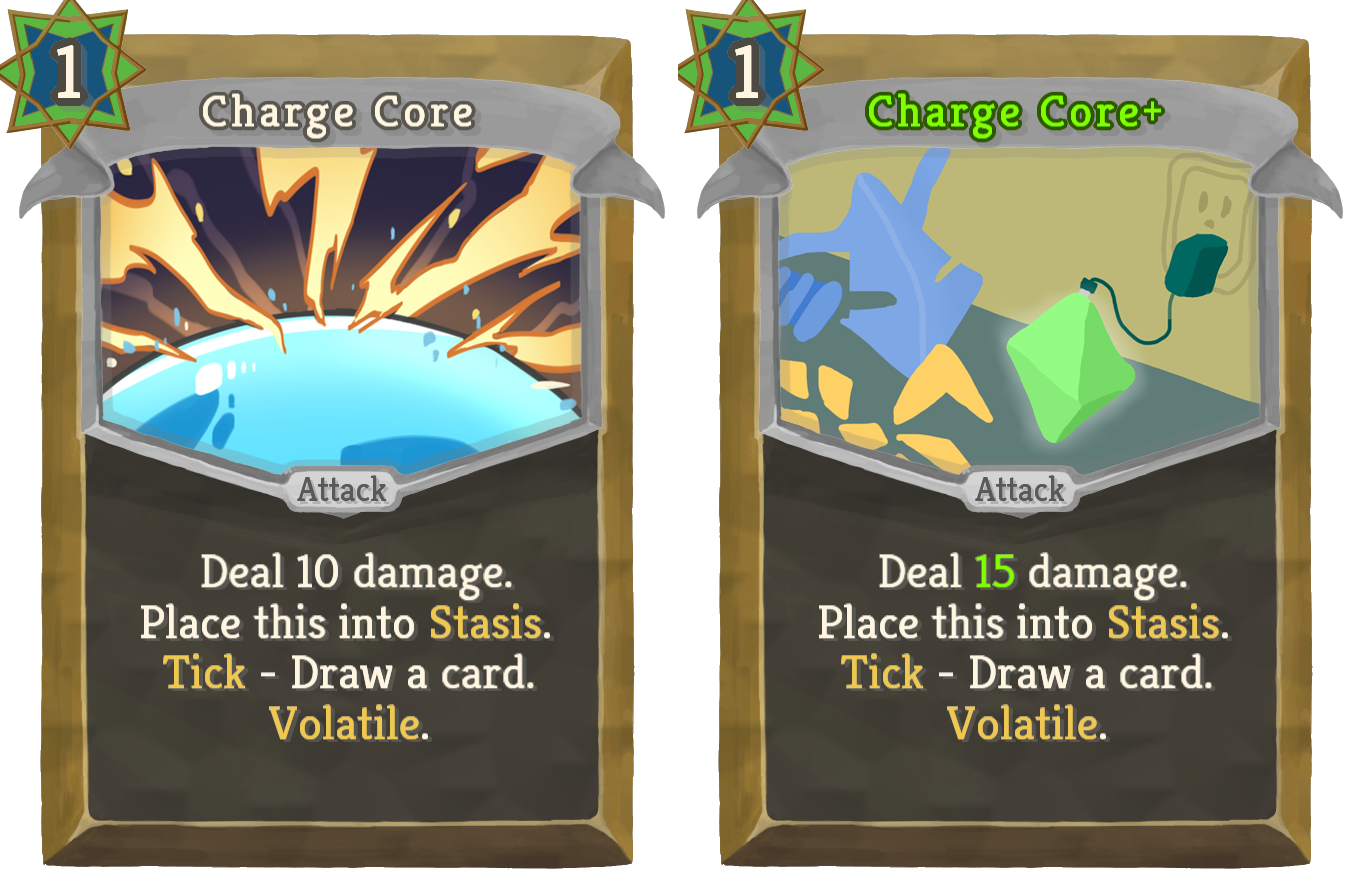 1
Charge Core
Attack
Deal 10 damage.
Place this into Stasis.
Tick - Draw a card.
Volatile.
1
Charge Core+
Attack
Deal 15 damage.
Place this into Stasis.
Tick - Draw a card.
Volatile.